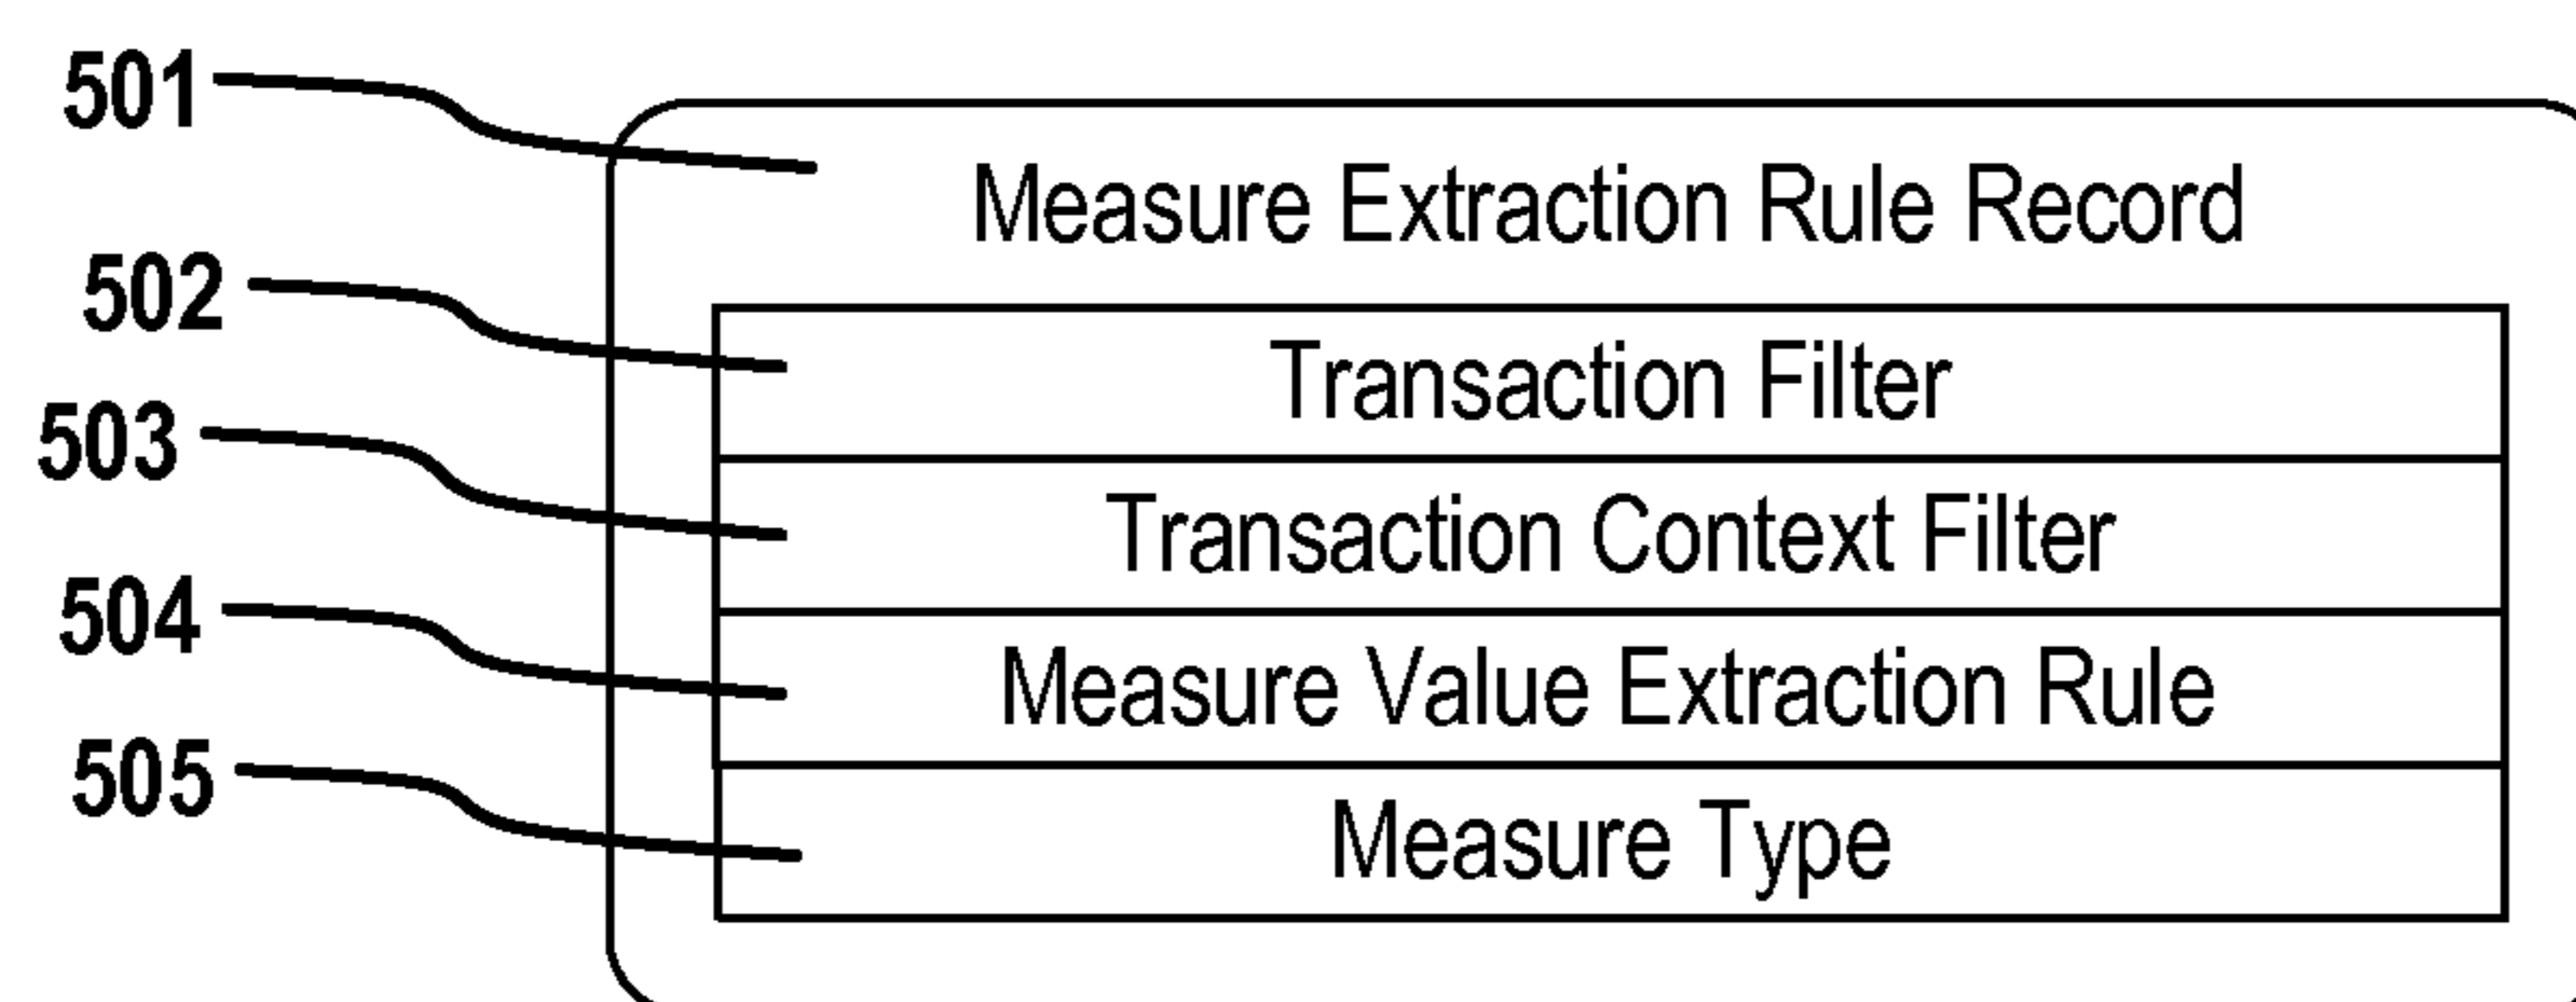 501
Measure Extraction Rule Record
502
Transaction Filter
503
Transaction Context Filter
504
Measure Value Extraction Rule
505
Measure Type